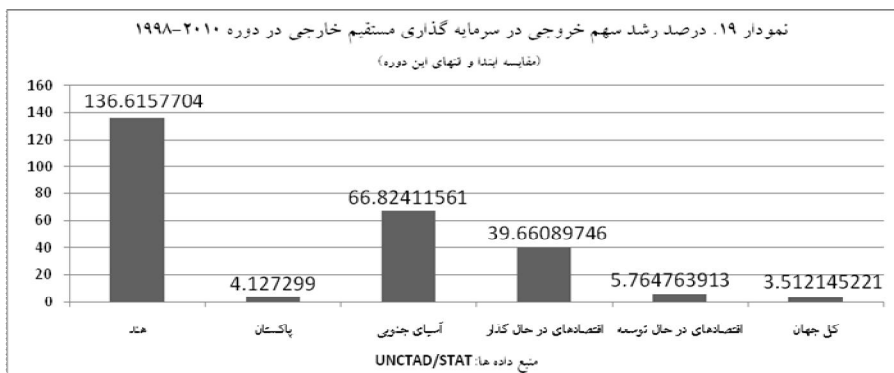 نمودار ۱۹. درصد رشد سهم خروجی در سرمایه گذاری مستقیم خارجی در دوره ۲۰۱۰-۱۹۹۸
(مقایسه ابتدا و انتهای این دوره)
160
140
120
100
80
60
40
20
0
136.6157704
4.127299
66.82411561
39.66089746
5.764763913
3.512145221
هند
پاکستان
آسیای جنوبی
اقتصادهای در حال گذار
اقتصادهای در حال توسعه
کل جهان
منبع داده ها: UNCTAD/STAT